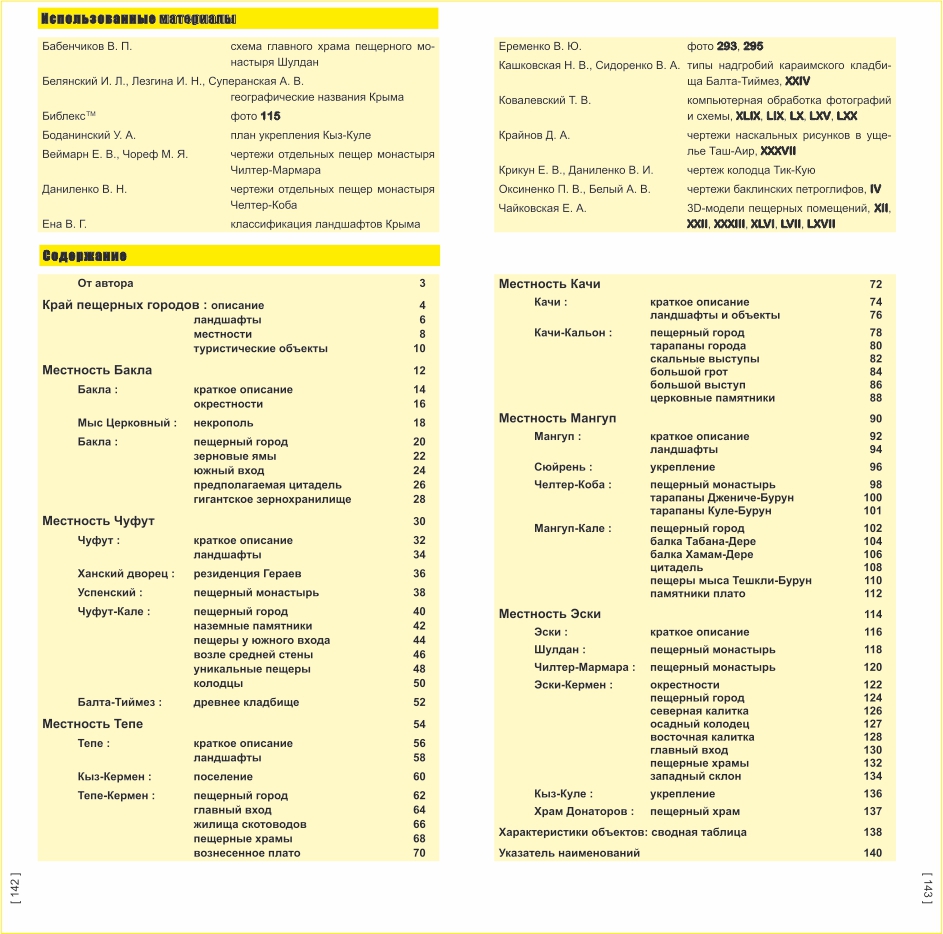 Использованные материалы
Бабенчиков В. П. схема главного храма пещерного мо-
настыря Шулдан
Белянский И. Л., Лезгина И. Н., Суперанская А. В.
географические названия Крыма
Библекс™ фото 115
Боданинский У. А. план укрепления Кыз-Куле
Веймарн Е. В., Чореф М. Я. чертежи отдельных пещер монастыря
Чилтер-Мармара
Даниленко В. Н. чертежи отдельных пещер монастыря
Челтер-Коба
Ена В. Г. классификация ландшафтов Крыма
Еременко В. Ю. фото 293, 295
Кашковская Н. В., Сидоренко В. А. типы надгробий караимского кладби-
ща Балта-Тиймез, XXIV
Ковалевский Т. В. компьютерная обработка фотографий
и схемы, XLIX, LIX, LX, LXV, LXX
Крайнов Д. А. чертежи наскальных рисунков в уще-
лье Таш-Аир, XXXVII
Крикун Е. В., Даниленко В. И. чертеж колодца Тик-Кую
Оксиненко П. В., Белый А. В. чертежи баклинских петроглифов, IV
Чайковская Е. А. 3D-модели пещерных помещений, XII,
XXII, XXXIII, XLVI, LVII, LXVII
Содержание
От автора 3
Край пещерных городов : описание 4
ландшафты 6
местности 8
туристические объекты 10
Местность Бакла 12
Бакла : краткое описание 14
окрестности 16
Мыс Церковный : некрополь 18
Бакла : пещерный город 20
зерновые ямы 22
южный вход 24
предполагаемая цитадель 26
гигантское зернохранилище 28
Местность Чуфут 30
Чуфут : краткое описание 32
ландшафты 34
Ханский дворец : резиденция Гераев 36
Успенский : пещерный монастырь 38
Чуфут-Кале : пещерный город 40
наземные памятники 42
пещеры у южного входа 44
возле средней стены 46
уникальные пещеры 48
колодцы 50
Балта-Тиймез : древнее кладбище 52
Местность Тепе 54
Тепе : краткое описание 56
ландшафты 58
Кыз-Кермен : поселение 60
Тепе-Кермен : пещерный город 62
главный вход 64
жилища скотоводов 66
пещерные храмы 68
вознесенное плато 70
Местность Качи 72
Качи : краткое описание 74
ландшафты и объекты 76
Качи-Кальон : пещерный город 78
тарапаны города 80
скальные выступы 82
большой грот 84
большой выступ 86
церковные памятники 88
Местность Мангуп 90
Мангуп : краткое описание 92
ландшафты 94
Сюйрень : укрепление 96
Челтер-Коба : пещерный монастырь 98
тарапаны Джениче-Бурун 100
тарапаны Куле-Бурун 101
Мангуп-Кале : пещерный город 102
балка Табана-Дере 104
балка Хамам-Дере 106
цитадель 108
пещеры мыса Тешкли-Бурун 110
памятники плато 112
Местность Эски 114
Эски : краткое описание 116
Шулдан : пещерный монастырь 118
Чилтер-Мармара : пещерный монастырь 120
Эски-Кермен : окрестности 122
пещерный город 124
северная калитка 126
осадный колодец 127
восточная калитка 128
главный вход 130
пещерные храмы 132
западный склон 134
Кыз-Куле : укрепление 136
Храм Донаторов : пещерный храм 137
Характеристики объектов: сводная таблица 138
Указатель наименований 140
[ 142 ]
[ 143 ]